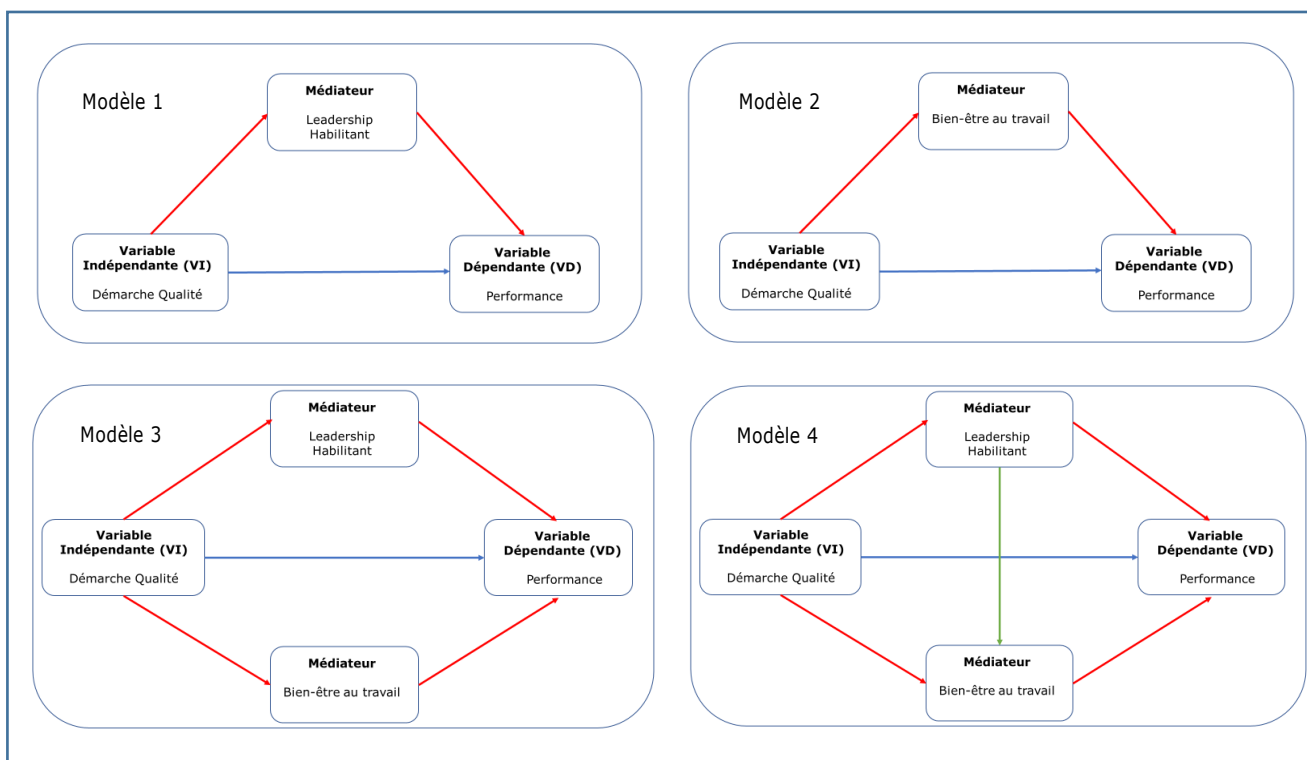 Modèle 1
Médiateur
Leadership
Habilitant
Variable
Indépendante (VI)
Démarche Qualité
Variable
Dépendante (VD)
Performance
Modèle 2
Médiateur
Bien-être au travail
Variable
Indépendante (VI)
Démarche Qualité
Variable
Dépendante (VD)
Performance
Modèle 3
Médiateur
Leadership
Habilitant
Variable
Indépendante (VI)
Démarche Qualité
Variable
Dépendante (VD)
Performance
Médiateur
Bien-être au travail
Modèle 4
Médiateur
Leadership
Habilitant
Variable
Indépendante (VI)
Démarche Qualité
Variable
Dépendante (VD)
Performance
Médiateur
Bien-être au travail